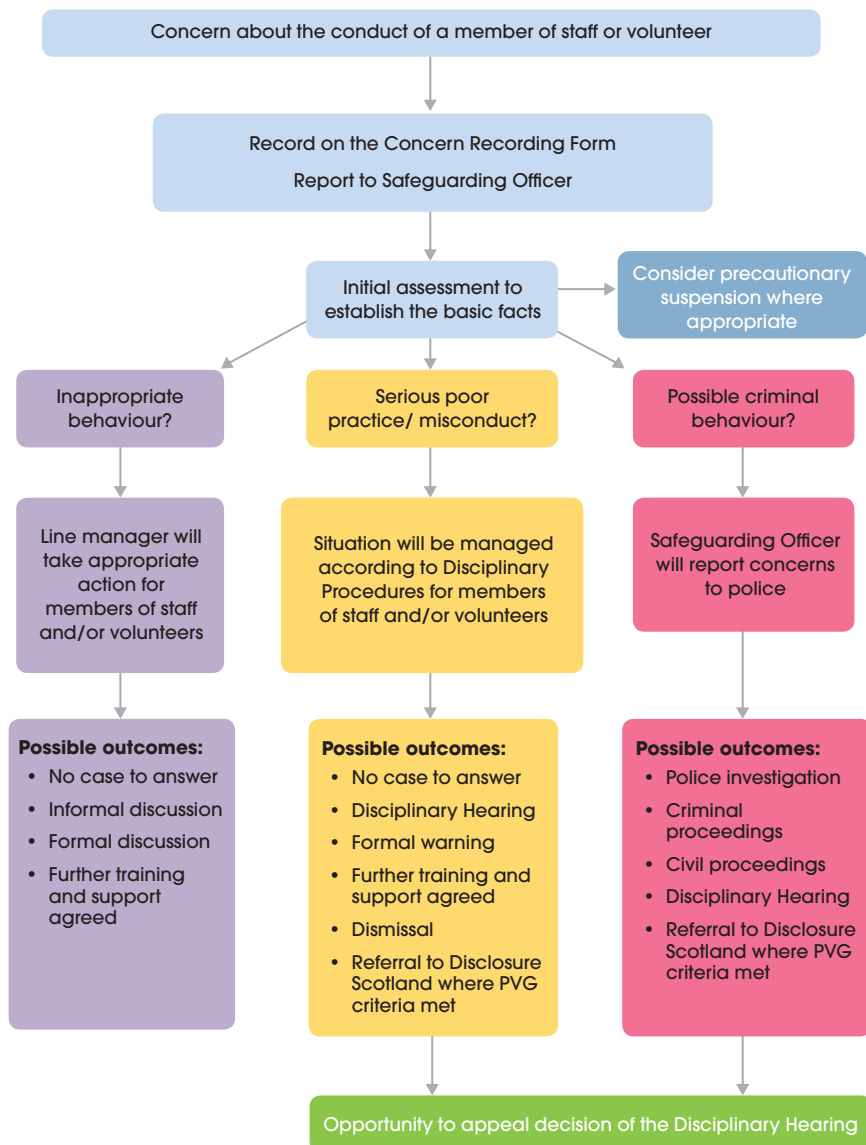 Concern about the conduct of a member of staff or volunteer
Record on the Concern Recording Form
Report to Safeguarding Officer
Initial assessment to
establish the basic facts
Consider precautionary
suspension where
appropriate
Inappropriate
behaviour?
Serious poor
practice/ misconduct?
Possible criminal
behaviour?
Line manager will
take appropriate
action for
members of staff
and/or volunteers
Situation will be managed
according to Disciplinary
Procedures for members
of staff and/or volunteers
Safeguarding Officer
will report concerns
to police
Possible outcomes:
• No case to answer
• Informal discussion
• Formal discussion
• Further training
and support
agreed
Possible outcomes:
• No case to answer
• Disciplinary Hearing
• Formal warning
• Further training and
support agreed
• Dismissal
• Referral to Disclosure
Scotland where PVG
criteria met
Possible outcomes:
• Police investigation
• Criminal
proceedings
• Civil proceedings
• Disciplinary Hearing
• Referral to Disclosure
Scotland where PVG
criteria met
Opportunity to appeal decision of the Disciplinary Hearing